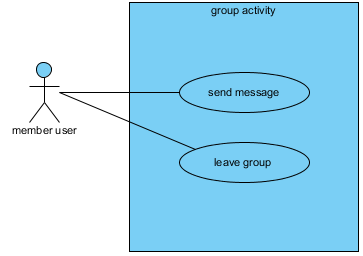 group activity
send message
member user
leave group